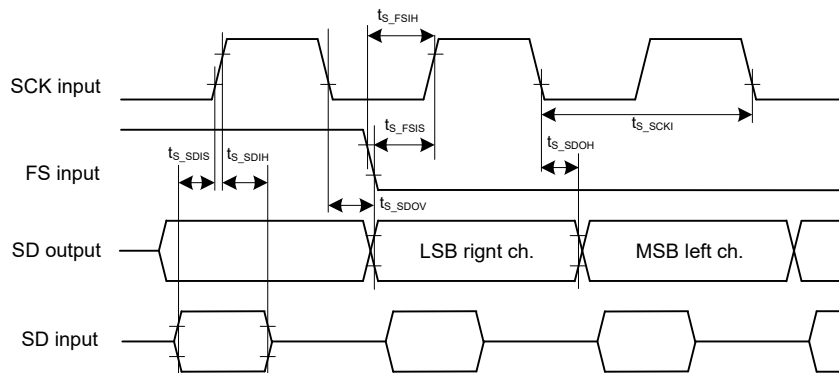 t_S_FSIH
SCK input
t_S_FSIS
t_S_SCKI
t_S_SDIS
t_S_SDIH
t_S_SDOH
FS input
t_S_SDOV
SD output
LSB rignt ch.
MSB left ch.
SD input